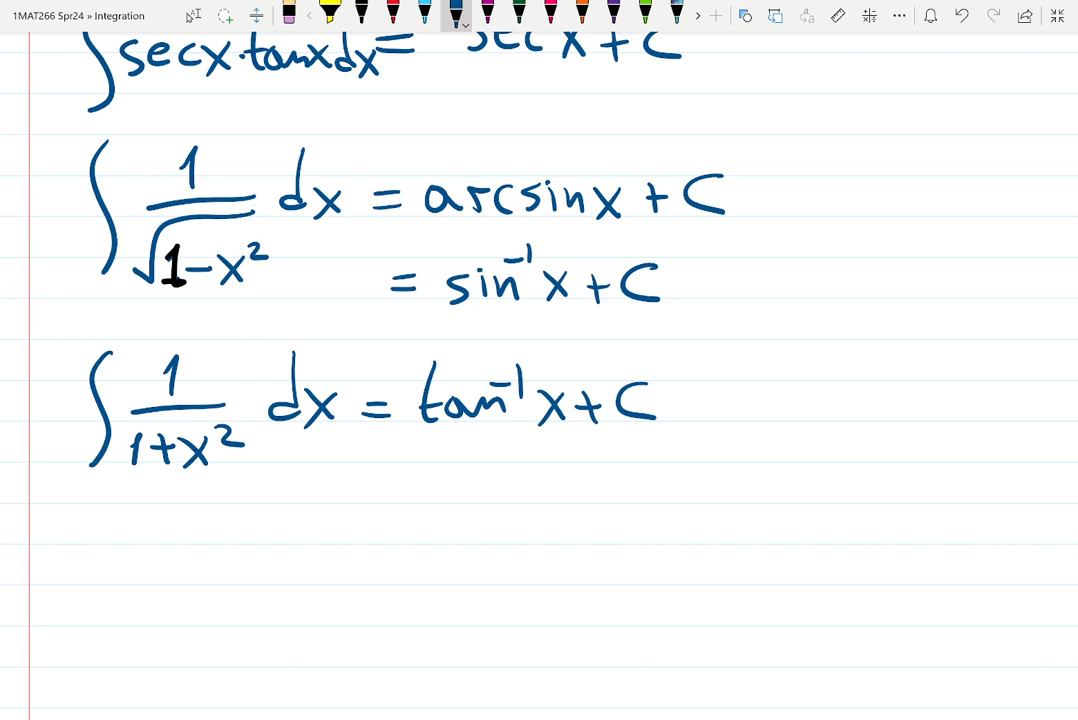 1MAT266 Spr24 » Integration
∫ secx·tanx dx = sec x + C
∫ 1/√(1-x²) dx = arcsinx + C
= sin⁻¹x + C
∫ 1/(1+x²) dx = tan⁻¹x + C